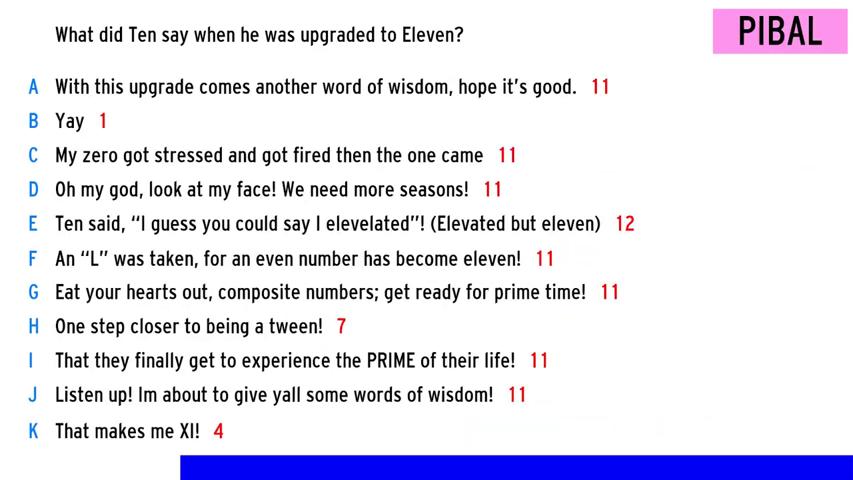 What did Ten say when he was upgraded to Eleven?
PIBAL
A With this upgrade comes another word of wisdom, hope it's good. 11
B Yay 1
C My zero got stressed and got fired then the one came 11
D Oh my god, look at my face! We need more seasons! 11
E Ten said, “I guess you could say I elevelated”! (Elevated but eleven) 12
F An “L” was taken, for an even number has become eleven! 11
G Eat your hearts out, composite numbers; get ready for prime time! 11
H One step closer to being a tween! 7
I That they finally get to experience the PRIME of their life! 11
J Listen up! Im about to give yall some words of wisdom! 11
K That makes me XI! 4